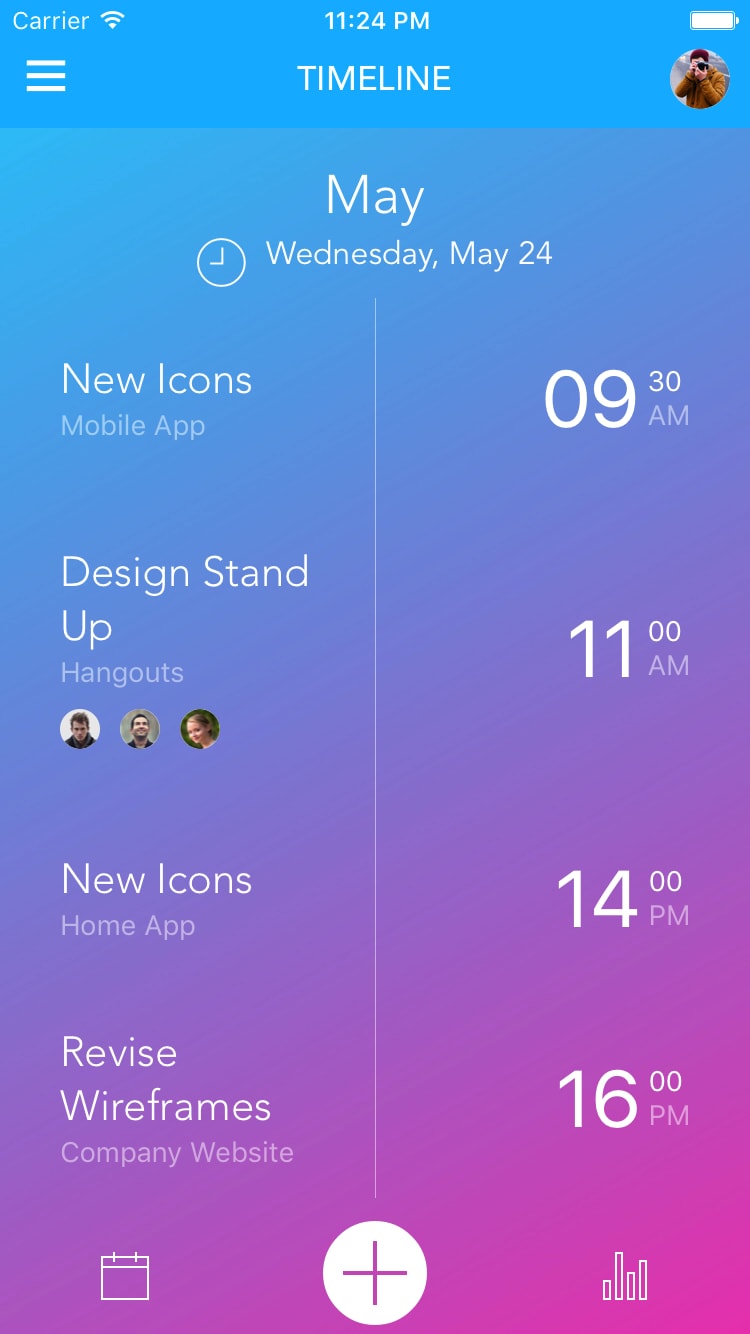 Carrier 11:24 PM
TIMELINE
May
Wednesday, May 24
New Icons
Mobile App
09 30 AM
Design Stand
Up
Hangouts
11 00 AM
New Icons
Home App
14 00 PM
Revise
Wireframes
Company Website
16 00 PM